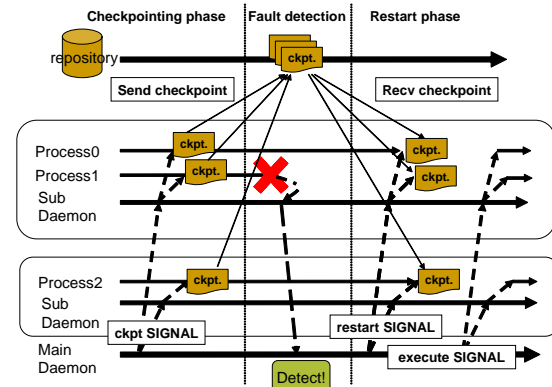 Checkpointing phase
Fault detection
Restart phase
repository
ckpt.
Send checkpoint
Recv checkpoint
ckpt.
ckpt.
Process0
Process1
ckpt.
ckpt.
Sub
Daemon
Process2
ckpt.
ckpt.
Sub
Daemon
ckpt SIGNAL
restart SIGNAL
Main
Daemon
execute SIGNAL
Detect!